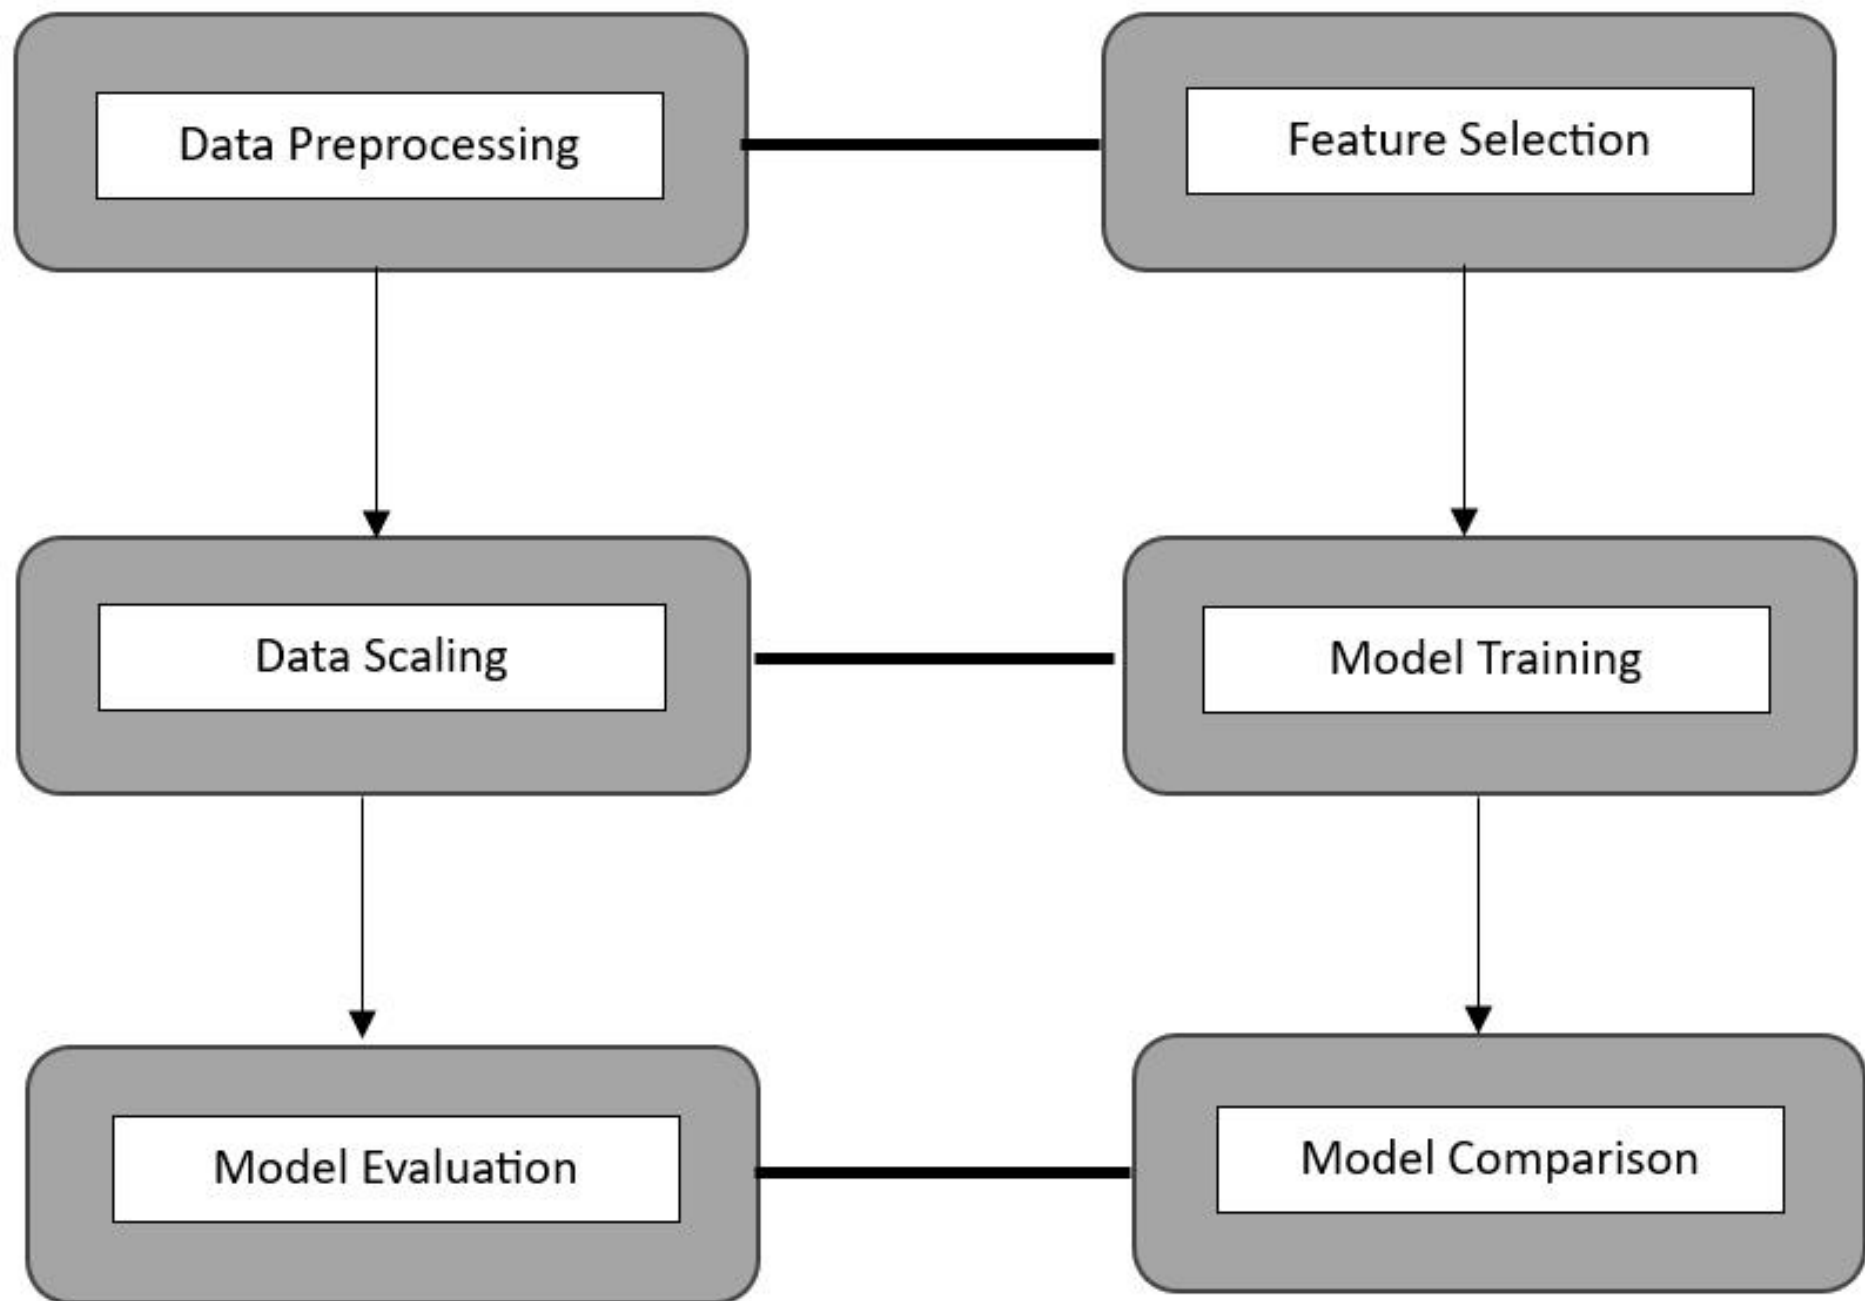 Data Preprocessing
Feature Selection
Data Scaling
Model Training
Model Evaluation
Model Comparison